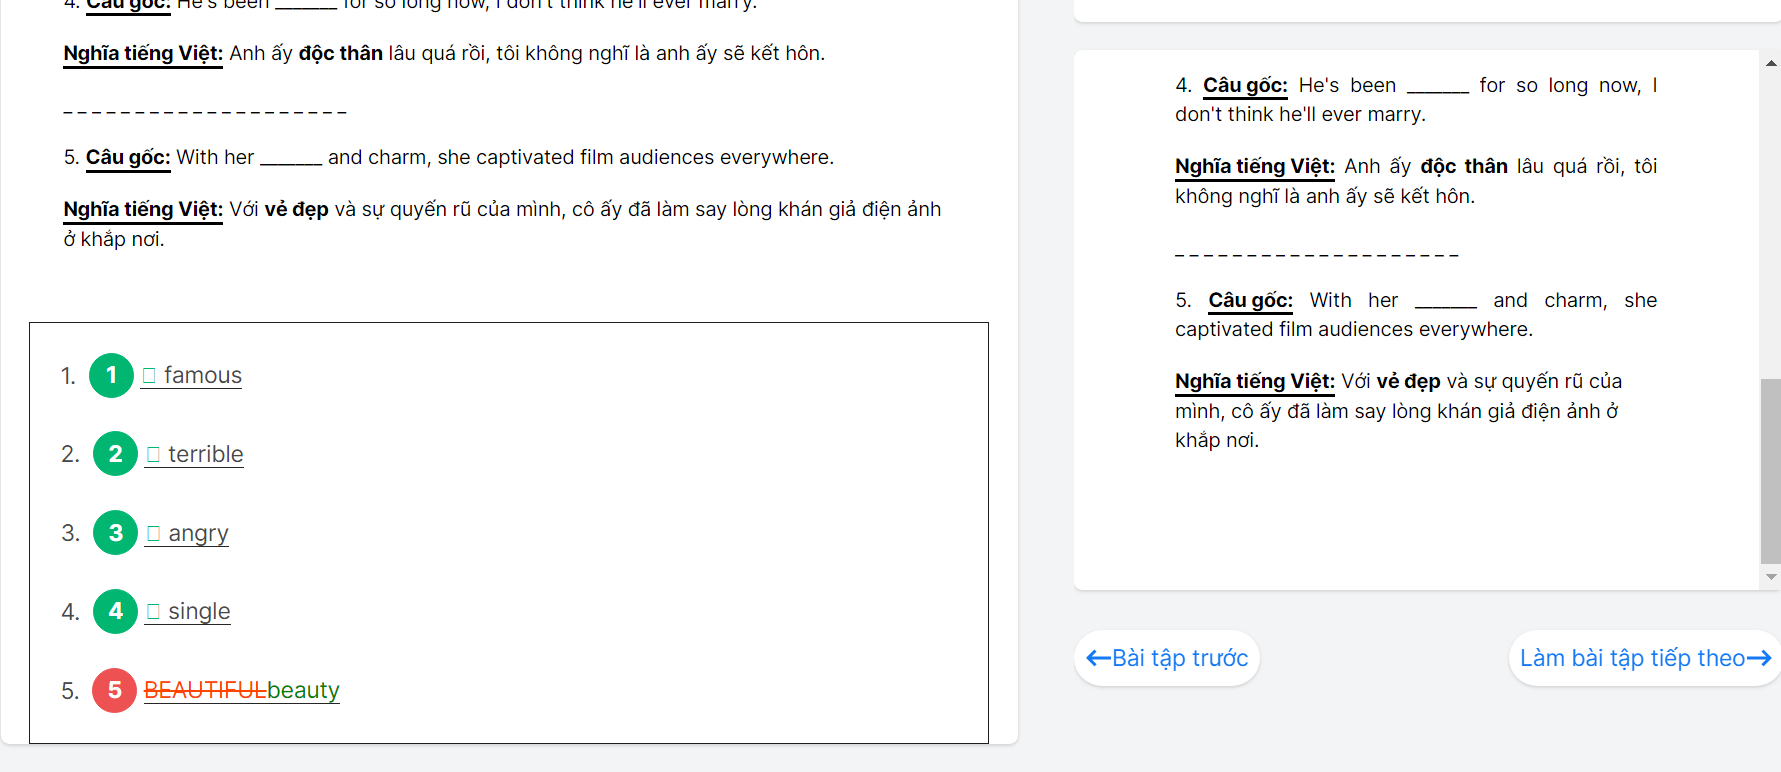 4. Câu gốc: He's been _______ for so long now, I don't think he'll ever marry.
Nghĩa tiếng Việt: Anh ấy độc thân lâu quá rồi, tôi không nghĩ là anh ấy sẽ kết hôn.
_ _ _ _ _ _ _ _ _ _ _ _ _ _ _ _ _ _ _ _
5. Câu gốc: With her _______ and charm, she captivated film audiences everywhere.
Nghĩa tiếng Việt: Với vẻ đẹp và sự quyến rũ của mình, cô ấy đã làm say lòng khán giả điện ảnh
ở khắp nơi.
1. 1 famous
2. 2 terrible
3. 3 angry
4. 4 single
5. 5 BEAUTIFULbeauty
4. Câu gốc: He's been _______ for so long now, I
don't think he'll ever marry.
Nghĩa tiếng Việt: Anh ấy độc thân lâu quá rồi, tôi
không nghĩ là anh ấy sẽ kết hôn.
_ _ _ _ _ _ _ _ _ _ _ _ _ _ _ _ _ _ _ _
5. Câu gốc: With her _______ and charm, she
captivated film audiences everywhere.
Nghĩa tiếng Việt: Với vẻ đẹp và sự quyến rũ của
mình, cô ấy đã làm say lòng khán giả điện ảnh ở
khắp nơi.
←Bài tập trước
Làm bài tập tiếp theo→